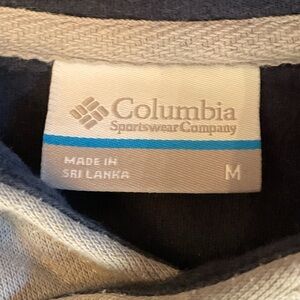 Columbia
Sportswear Company
MADE IN
SRI LANKA
M